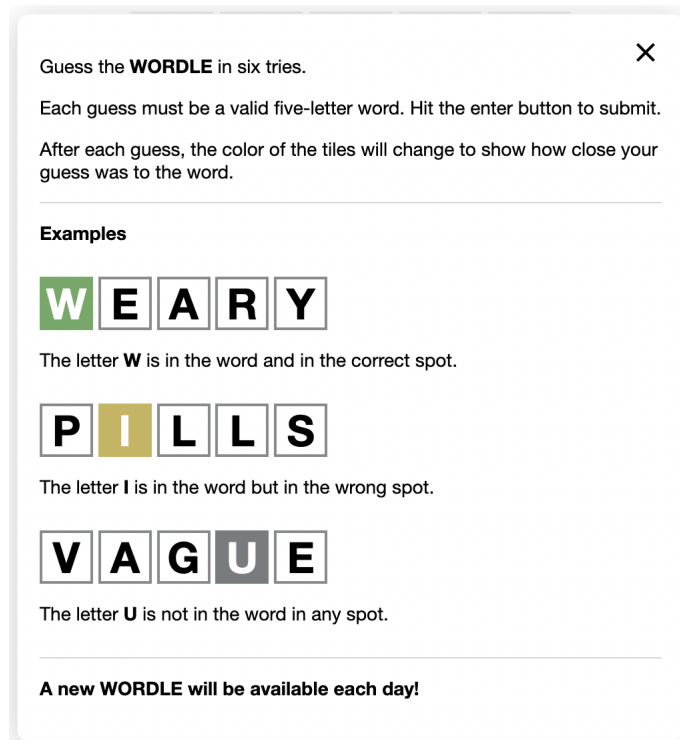 Guess the WORDLE in six tries.
Each guess must be a valid five-letter word. Hit the enter button to submit.
After each guess, the color of the tiles will change to show how close your
guess was to the word.
Examples
WEARY
The letter W is in the word and in the correct spot.
PILLS
The letter I is in the word but in the wrong spot.
VAGUE
The letter U is not in the word in any spot.
A new WORDLE will be available each day!